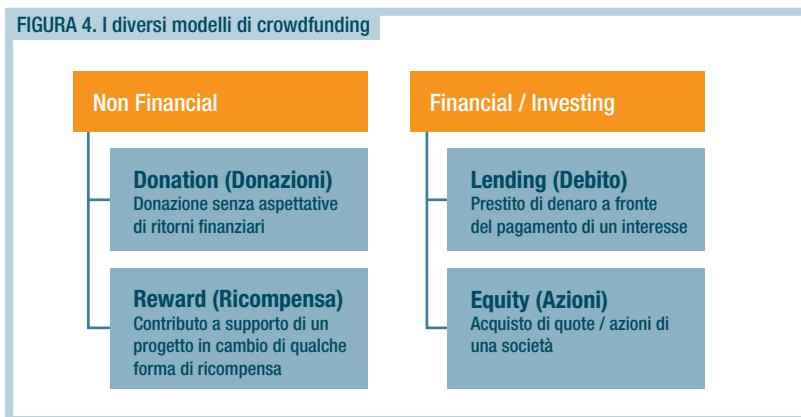 FIGURA 4. I diversi modelli di crowdfunding
Non Financial
Donation (Donazioni)
Donazione senza aspettative
di ritorni finanziari
Reward (Ricompensa)
Contributo a supporto di un
progetto in cambio di qualche
forma di ricompensa
Financial / Investing
Lending (Debito)
Prestito di denaro a fronte
del pagamento di un interesse
Equity (Azioni)
Acquisto di quote / azioni di
una società